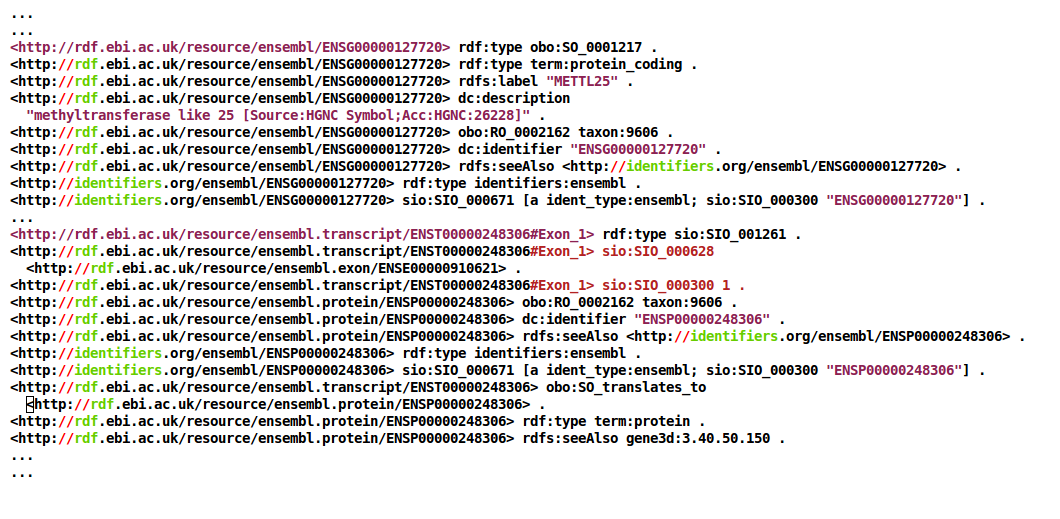 ...
...
<http://rdf.ebi.ac.uk/resource/ensembl/ENSG00000127720> rdf:type obo:SO_0001217 .
<http://rdf.ebi.ac.uk/resource/ensembl/ENSG00000127720> rdf:type term:protein_coding .
<http://rdf.ebi.ac.uk/resource/ensembl/ENSG00000127720> rdfs:label "METTL25" .
<http://rdf.ebi.ac.uk/resource/ensembl/ENSG00000127720> dc:description
"methyltransferase like 25 [Source:HGNC Symbol;Acc:HGNC:26228]" .
<http://rdf.ebi.ac.uk/resource/ensembl/ENSG00000127720> obo:RO_0002162 taxon:9606 .
<http://rdf.ebi.ac.uk/resource/ensembl/ENSG00000127720> dc:identifier "ENSG00000127720" .
<http://rdf.ebi.ac.uk/resource/ensembl/ENSG00000127720> rdfs:seeAlso <http://identifiers.org/ensembl/ENSG00000127720> .
<http://identifiers.org/ensembl/ENSG00000127720> rdf:type identifiers:ensembl .
<http://identifiers.org/ensembl/ENSG00000127720> sio:SIO_000671 [a ident_type:ensembl; sio:SIO_000300 "ENSG00000127720"] .
...
<http://rdf.ebi.ac.uk/resource/ensembl.transcript/ENST00000248306#Exon_1> rdf:type sio:SIO_001261 .
<http://rdf.ebi.ac.uk/resource/ensembl.transcript/ENST00000248306#Exon_1> sio:SIO_000628
<http://rdf.ebi.ac.uk/resource/ensembl.exon/ENSE00000910621> .
<http://rdf.ebi.ac.uk/resource/ensembl.transcript/ENST00000248306#Exon_1> sio:SIO_000300 1 .
<http://rdf.ebi.ac.uk/resource/ensembl.protein/ENSP00000248306> obo:RO_0002162 taxon:9606 .
<http://rdf.ebi.ac.uk/resource/ensembl.protein/ENSP00000248306> dc:identifier "ENSP00000248306" .
<http://rdf.ebi.ac.uk/resource/ensembl.protein/ENSP00000248306> rdfs:seeAlso <http://identifiers.org/ensembl/ENSP00000248306> .
<http://identifiers.org/ensembl/ENSP00000248306> rdf:type identifiers:ensembl .
<http://identifiers.org/ensembl/ENSP00000248306> sio:SIO_000671 [a ident_type:ensembl; sio:SIO_000300 "ENSP00000248306"] .
<http://rdf.ebi.ac.uk/resource/ensembl.transcript/ENST00000248306> obo:SO_translates_to
<http://rdf.ebi.ac.uk/resource/ensembl.protein/ENSP00000248306> .
<http://rdf.ebi.ac.uk/resource/ensembl.protein/ENSP00000248306> rdf:type term:protein .
<http://rdf.ebi.ac.uk/resource/ensembl.protein/ENSP00000248306> rdfs:seeAlso gene3d:3.40.50.150 .
...
...